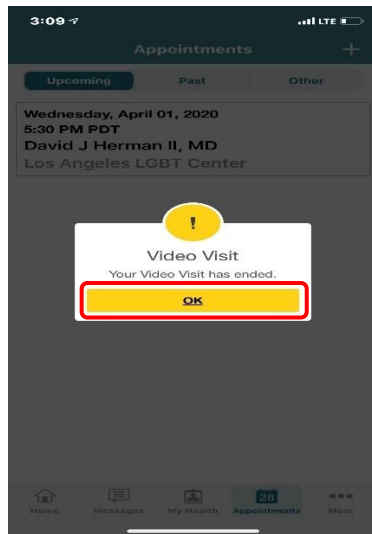 3:09
LTE
Appointments
Upcoming Past Other
Wednesday, April 01, 2020
5:30 PM PDT
David J Herman II, MD
Los Angeles LGBT Center
!
Video Visit
Your Video Visit has ended.
OK
28
Home Messages My Health Appointments More